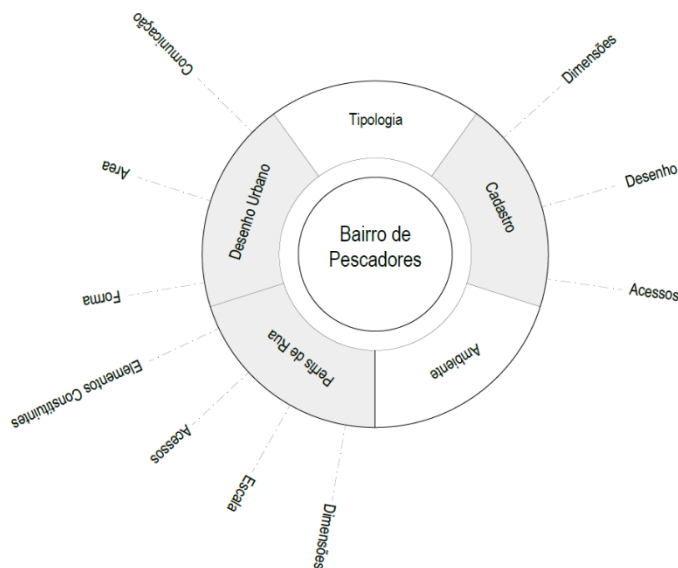 Comunicação
Dimensões
Tipologia
Área
Desenho Urbano
Cadastro
Desenho
Bairro de
Pescadores
Forma
Acessos
Elementos Constituintes
Perfis de Rua
Ambiente
Acessos
Escala
Dimensões